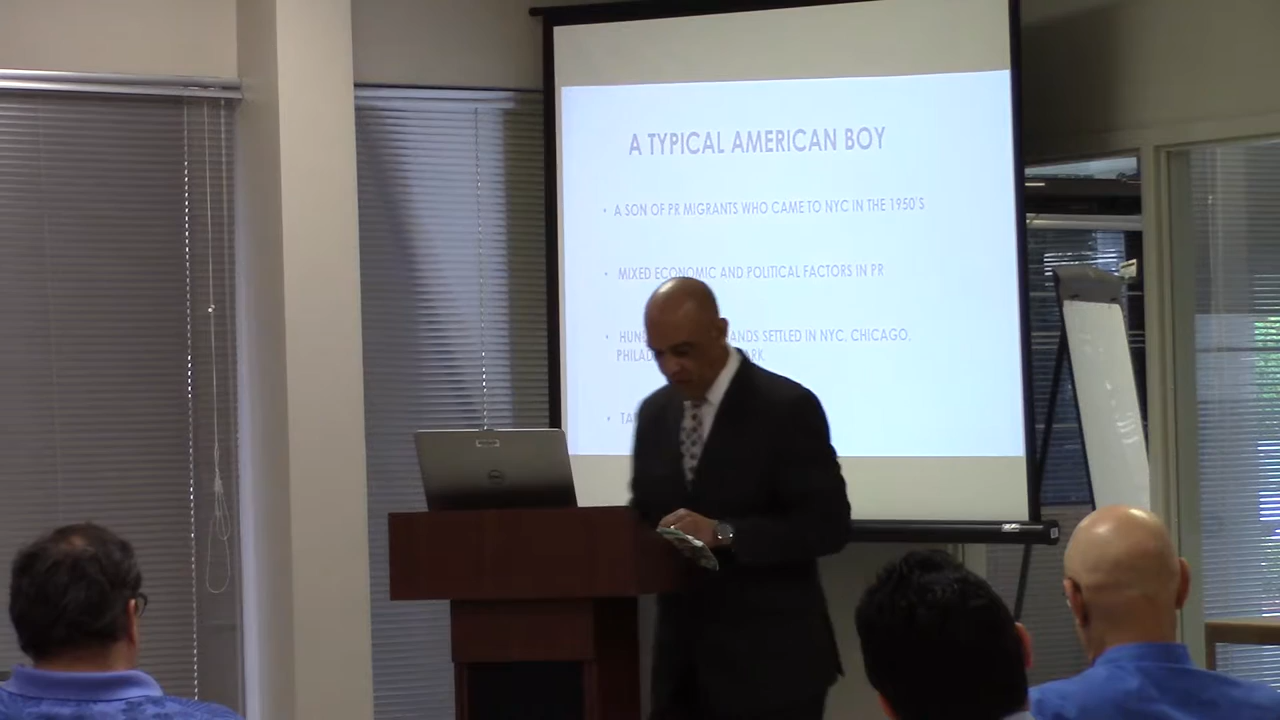 A TYPICAL AMERICAN BOY
• A SON OF PR MIGRANTS WHO CAME TO NYC IN THE 1950'S
• MIXED ECONOMIC AND POLITICAL FACTORS IN PR
• SETTLED IN NYC, CHICAGO,